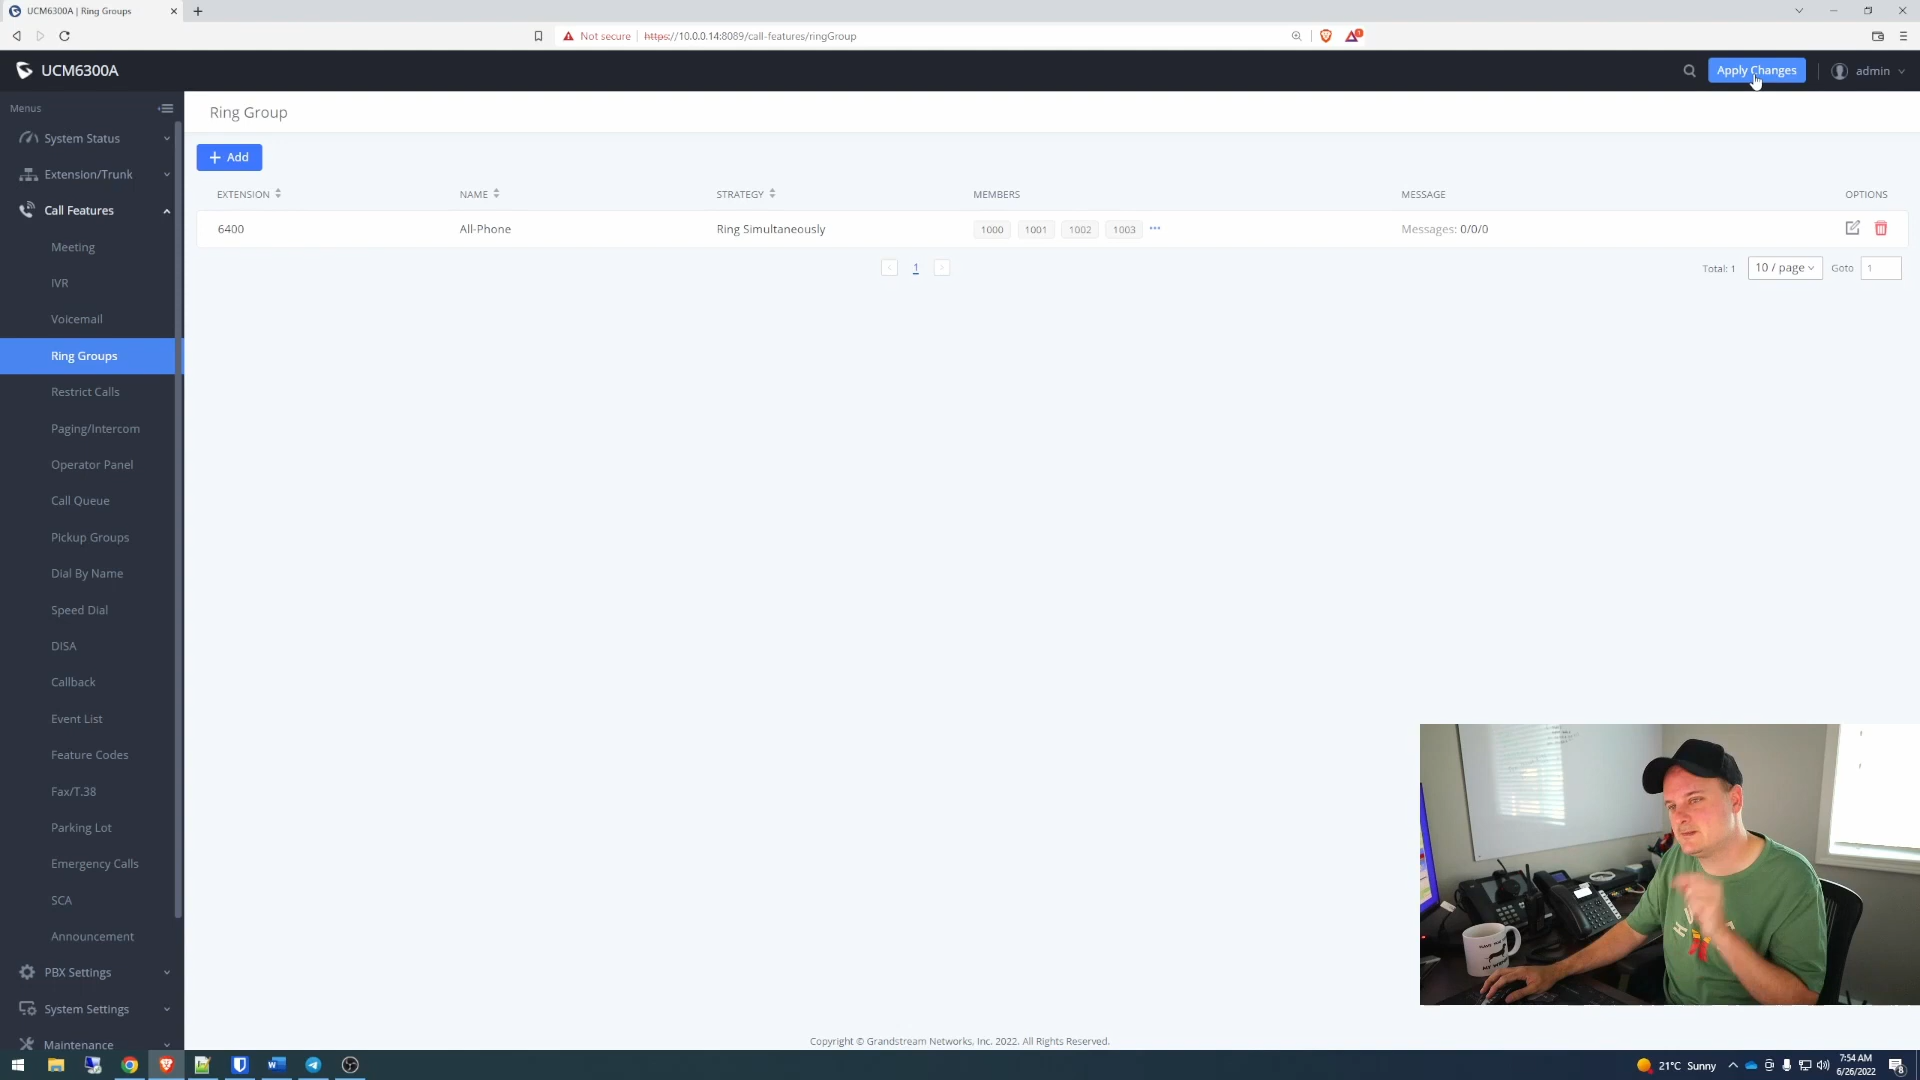 UCM6300A | Ring Groups
Not secure
https://10.0.0.14:8089/call-features/ringGroup
1
UCM6300A
Apply Changes
admin
Menus
System Status
Extension/Trunk
Call Features
Meeting
IVR
Voicemail
Ring Groups
Restrict Calls
Paging/Intercom
Operator Panel
Call Queue
Pickup Groups
Dial By Name
Speed Dial
DISA
Callback
Event List
Feature Codes
Fax/T.38
Parking Lot
Emergency Calls
SCA
Announcement
PBX Settings
System Settings
Maintenance
Ring Group
+ Add
EXTENSION NAME STRATEGY MEMBERS MESSAGE OPTIONS
6400 All-Phone Ring Simultaneously 1000 1001 1002 1003 ••• Messages: 0/0/0
< 1 > Total: 1 10 / page Goto 1
Copyright © Grandstream Networks, Inc. 2022. All Rights Reserved.
21°C Sunny
7:54 AM
6/26/2022
8